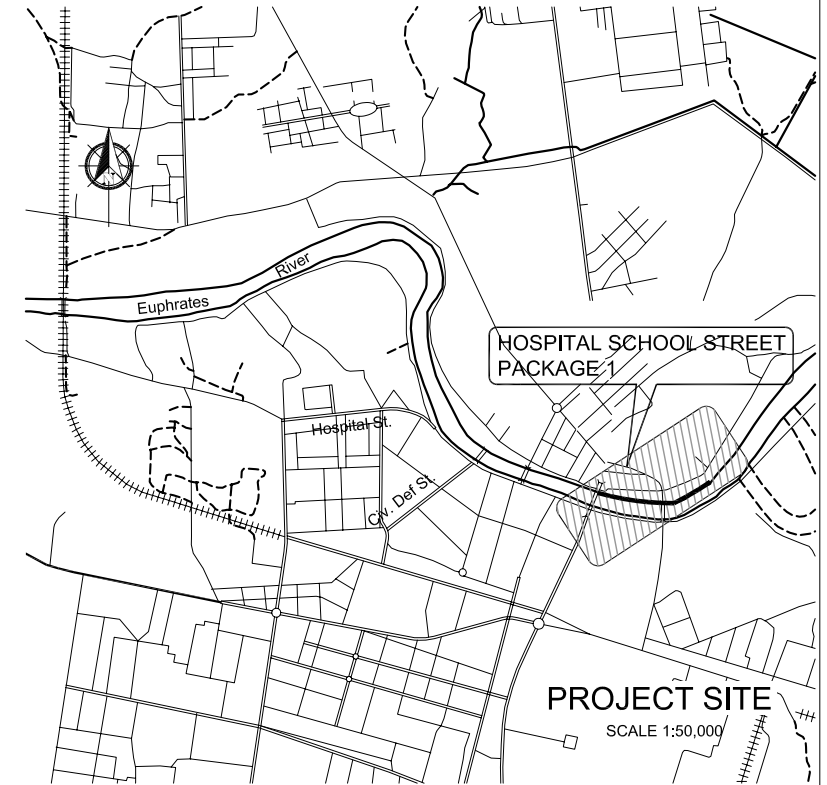 Euphrates
River
HOSPITAL SCHOOL STREET
PACKAGE 1
Hospital St.
Civ. Def St.
PROJECT SITE
SCALE 1:50,000